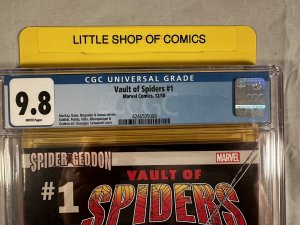 LITTLE SHOP OF COMICS
CGC UNIVERSAL GRADE
9.8
WHITE Pages
Vault of Spiders #1
Marvel Comics, 12/18
SPIDER-GEDDON
MARVEL
#1
VAULT OF
SPIDERS